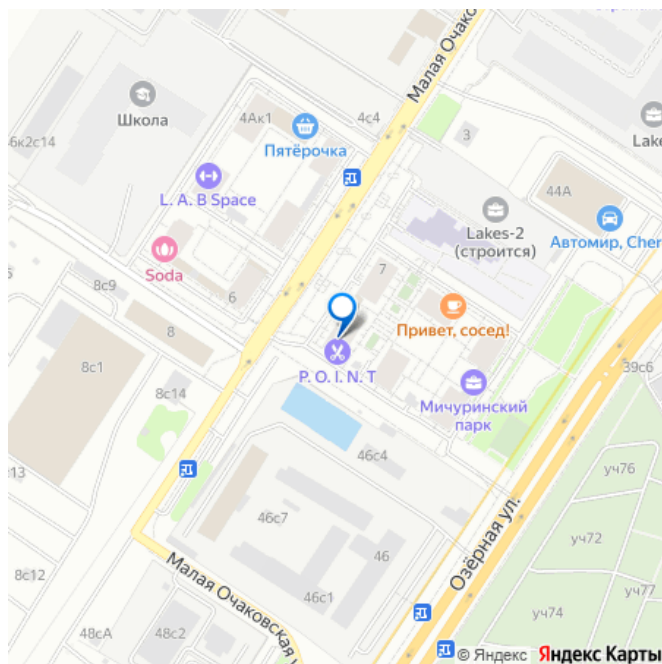 Малая Очако
Школа
4Ак1
4с4
Пятёрочка
3
Lake
46к2с14
L. A. B Space
44А
Lakes-2
(строится)
Автомир, Cher
Soda
7
8с9
6
Привет, сосед!
8
8с1
P. O. I. N. T
39с6
8с14
Мичуринский
парк
46с4
уч76
с13
46с7
уч72
Озёрная ул.
46
8с12
Малая Очаковская
46с1
уч77
уч74
48сА
48с2
© Яндекс Яндекс Карты